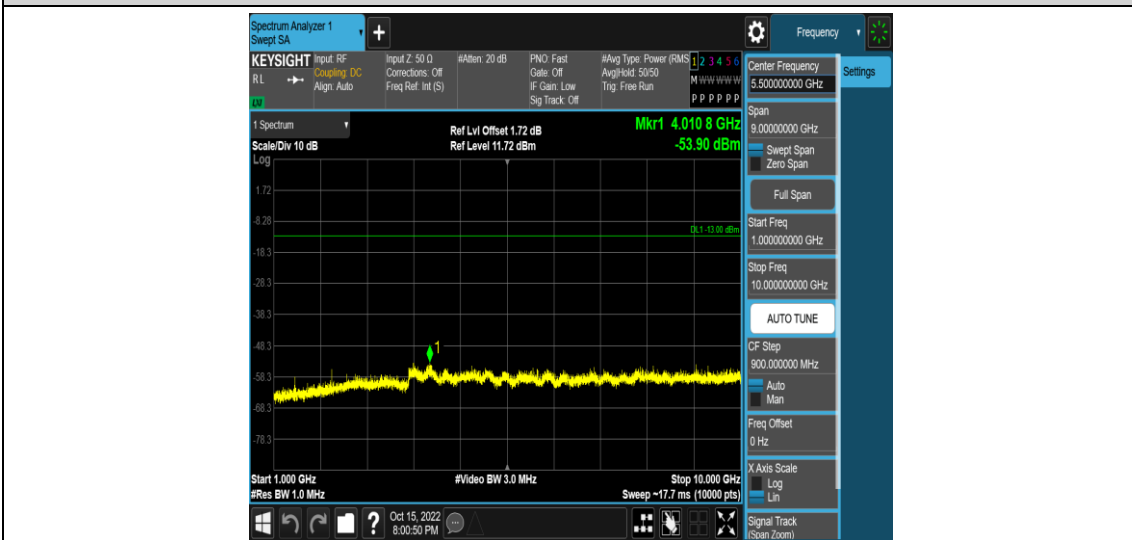 Spectrum Analyzer 1
Swept SA
+
Frequency
KEYSIGHT
RL
LW
Input: RF
Coupling: DC
Align: Auto
Input Z: 50 Ω
Corrections: Off
Freq Ref: Int (S)
#Atten: 20 dB
PNO: Fast
Gate: Off
IF Gain: Low
Sig Track: Off
#Avg Type: Power (RMS
Avg|Hold: 50/50
Trig: Free Run
1 2 3 4 5 6
M W W W W W
P P P P P P
1 Spectrum
Scale/Div 10 dB
Ref Lvl Offset 1.72 dB
Ref Level 11.72 dBm
Mkr1 4.010 8 GHz
-53.90 dBm
Log
1.72
-8.28
DL1 -13.00 dBm
-18.3
-28.3
-38.3
-48.3
1
-58.3
-68.3
-78.3
Start 1.000 GHz
#Video BW 3.0 MHz
Stop 10.000 GHz
#Res BW 1.0 MHz
Sweep ~17.7 ms (10000 pts)
?
Oct 15, 2022
8:00:50 PM
Center Frequency
5.500000000 GHz
Settings
Span
9.00000000 GHz
Swept Span
Zero Span
Full Span
Start Freq
1.000000000 GHz
Stop Freq
10.000000000 GHz
AUTO TUNE
CF Step
900.000000 MHz
Auto
Man
Freq Offset
0 Hz
X Axis Scale
Log
Lin
Signal Track
(Span Zoom)